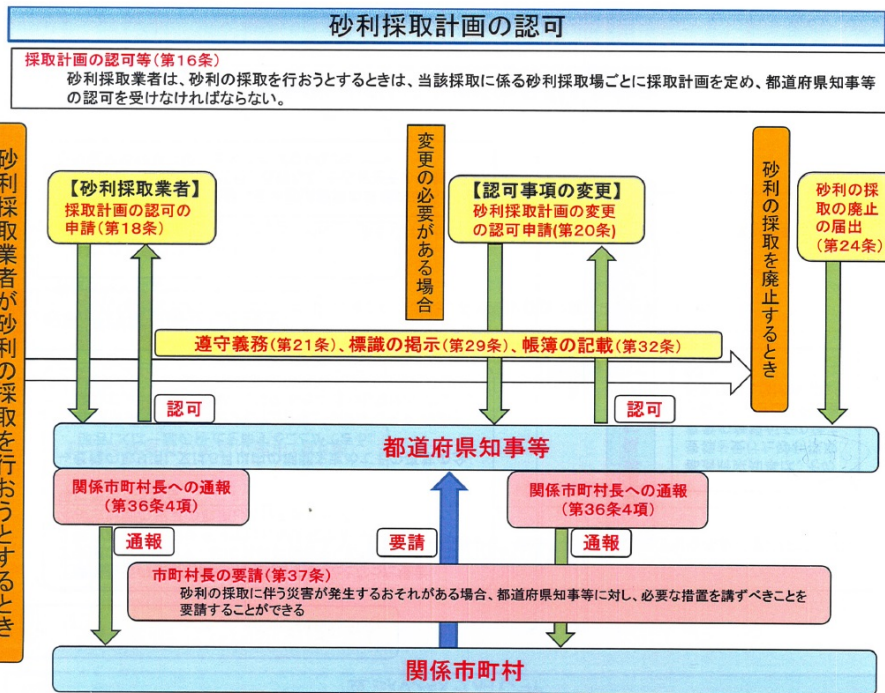 砂利採取計画の認可
採取計画の認可等(第16条)
砂利採取業者は、砂利の採取を行おうとするときは、当該採取に係る砂利採取場ごとに採取計画を定め、都道府県知事等
の認可を受けなければならない。
砂利採取業者が砂利の採取を行おうとするとき
【砂利採取業者】
採取計画の認可の
申請(第18条)
変更の必要がある場合
【認可事項の変更】
砂利採取計画の変更
の認可申請(第20条)
砂利の採取を廃止するとき
砂利の採
取の廃止
の届出
(第24条)
遵守義務(第21条)、標識の掲示(第29条)、帳簿の記載(第32条)
認可
認可
都道府県知事等
関係市町村長への通報
(第36条4項)
関係市町村長への通報
(第36条4項)
通報
要請
通報
市町村長の要請(第37条)
砂利の採取に伴う災害が発生するおそれがある場合、都道府県知事等に対し、必要な措置を講ずべきことを
要請することができる
関係市町村